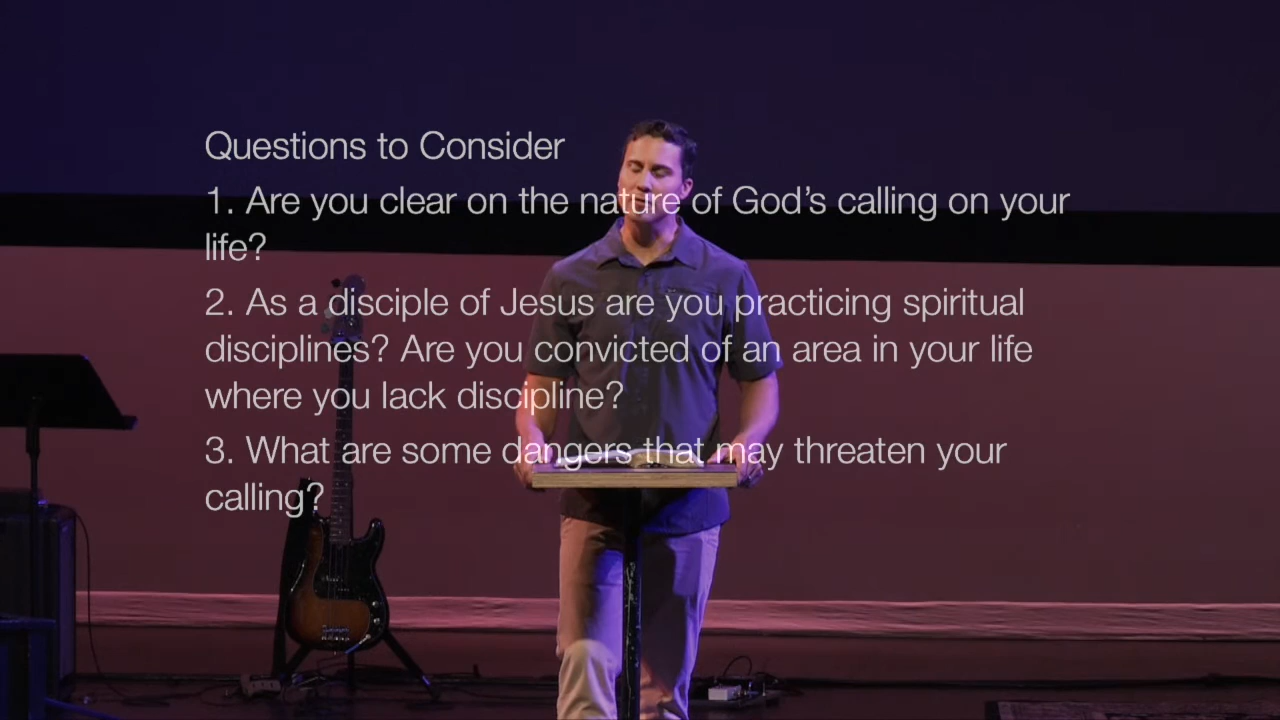 Questions to Consider
1. Are you clear on the nature of God’s calling on your
life?
2. As a disciple of Jesus are you practicing spiritual
disciplines? Are you convicted of an area in your life
where you lack discipline?
3. What are some dangers that may threaten your
calling?